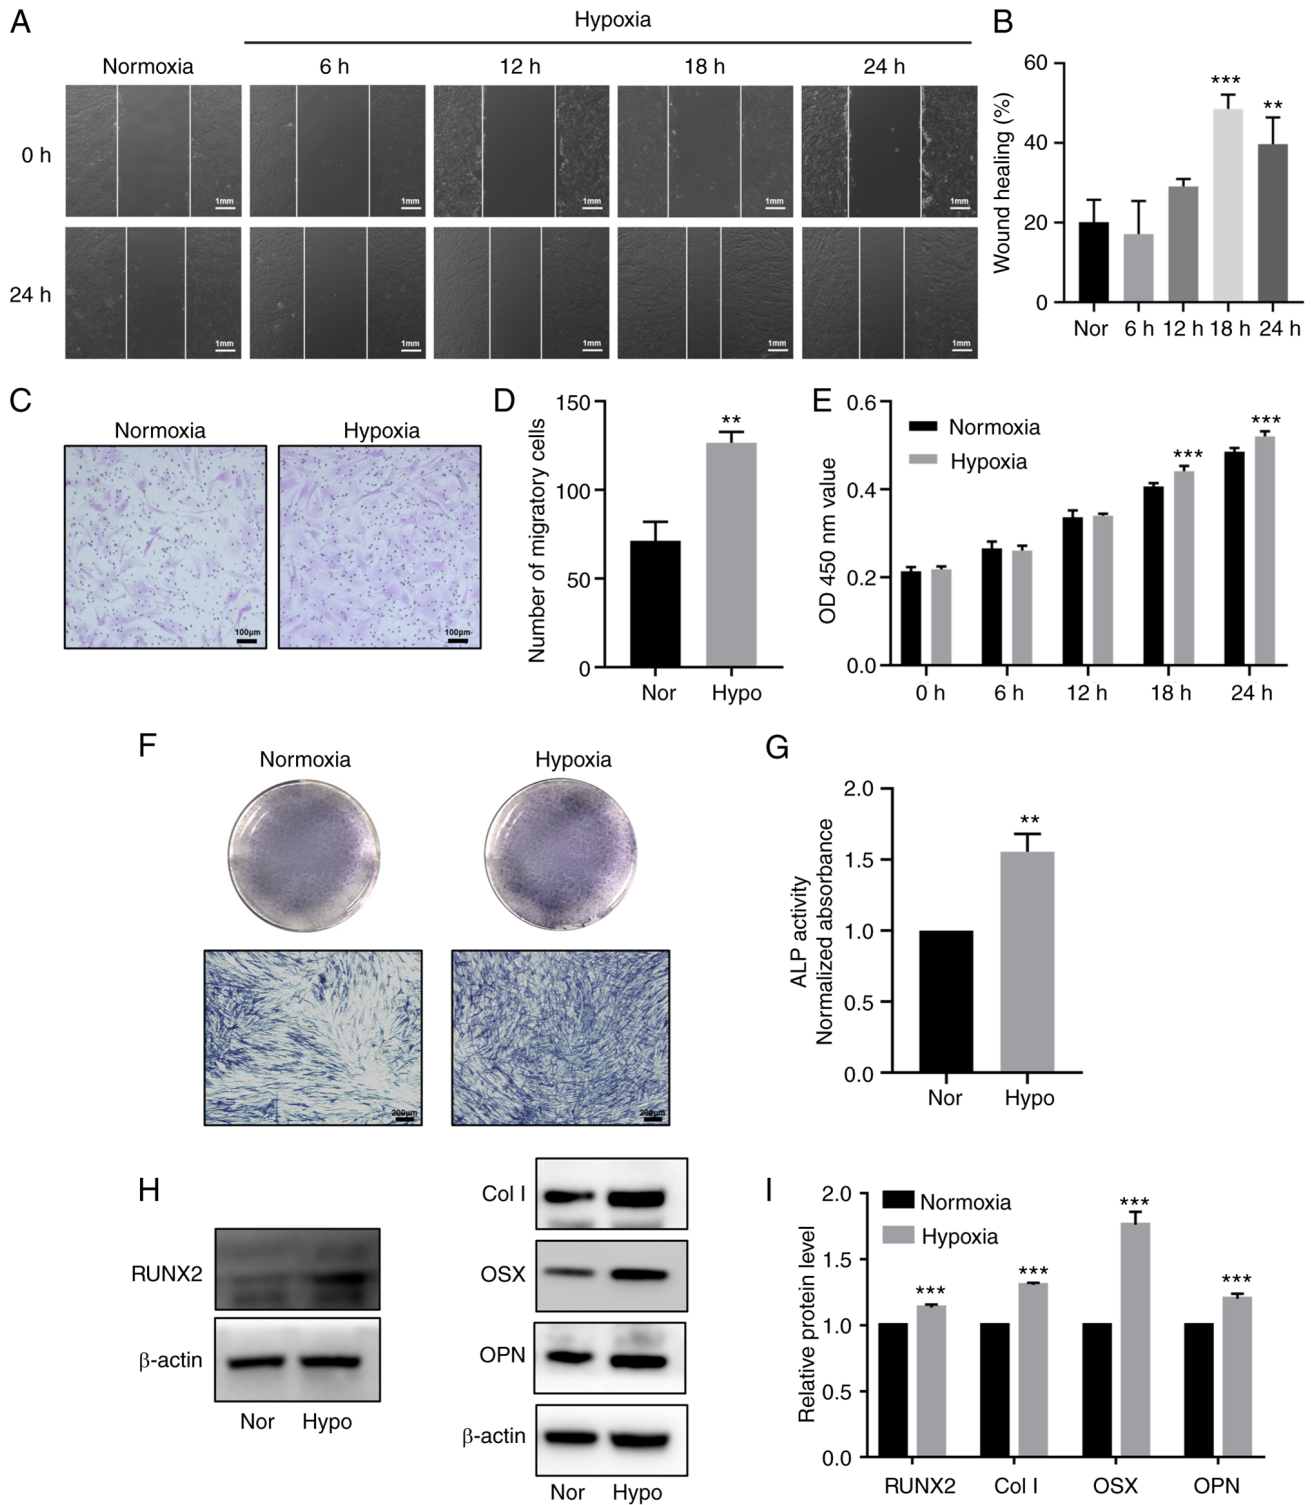 A
Hypoxia
Normoxia 6 h 12 h 18 h 24 h
0 h
1mm 1mm 1mm 1mm 1mm
24 h
1mm 1mm 1mm 1mm 1mm
B
Wound healing (%)
60
40
20
0
***
**
Nor 6 h 12 h 18 h 24 h
C
Normoxia Hypoxia
100μm 100μm
D
Number of migratory cells
150
100
50
0
**
Nor Hypo
E
OD 450 nm value
0.6
0.4
0.2
0.0
Normoxia
Hypoxia
***
***
0 h 6 h 12 h 18 h 24 h
F
Normoxia Hypoxia
200μm 200μm
G
ALP activity
Normalized absorbance
2.0
1.5
1.0
0.5
0.0
**
Nor Hypo
H
RUNX2
β-actin
Nor Hypo
Col I
OSX
OPN
β-actin
Nor Hypo
I
Relative protein level
2.0
1.5
1.0
0.5
0.0
Normoxia
Hypoxia
***
***
***
***
RUNX2 Col I OSX OPN